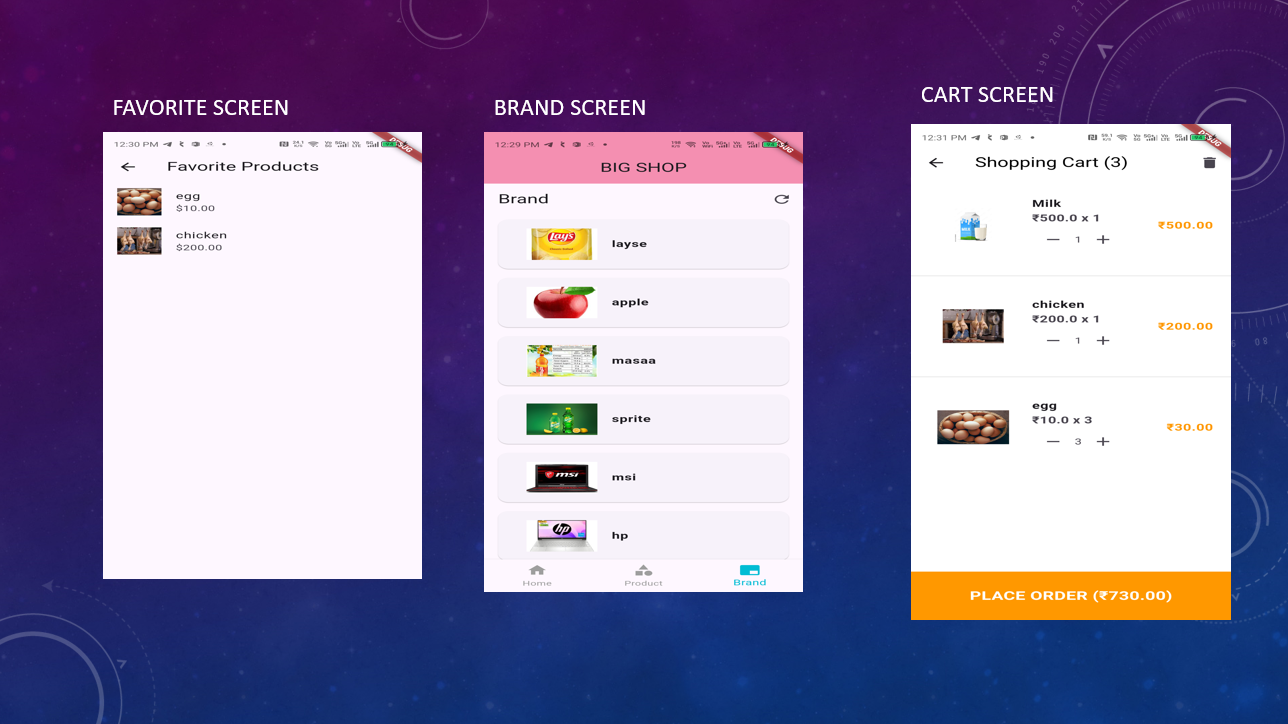 FAVORITE SCREEN
12:30 PM
Favorite Products
egg
$10.00
chicken
$200.00
BRAND SCREEN
12:29 PM
BIG SHOP
Brand
Lays
layse
apple
masaa
sprite
msi
msi
hp
hp
Home
Product
Brand
CART SCREEN
12:31 PM
Shopping Cart (3)
Milk
₹500.0 x 1
₹500.00
1
chicken
₹200.0 x 1
₹200.00
1
egg
₹10.0 x 3
₹30.00
3
PLACE ORDER (₹730.00)